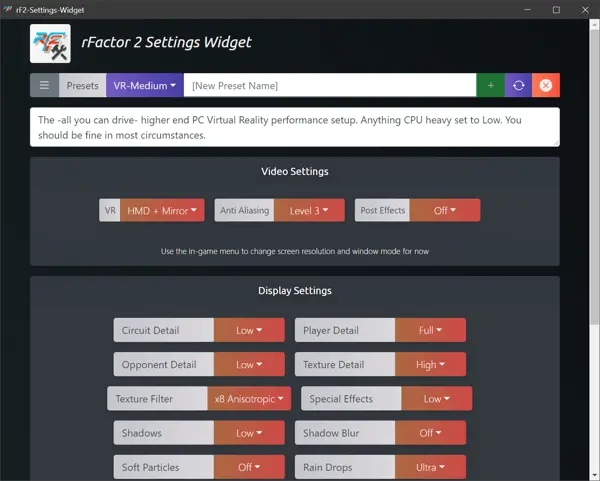 rF2-Settings-Widget
rF2
rFactor 2 Settings Widget
Presets VR-Medium [New Preset Name] +
The -all you can drive- higher end PC Virtual Reality performance setup. Anything CPU heavy set to Low. You
should be fine in most circumstances.
Video Settings
VR HMD + Mirror Anti Aliasing Level 3 Post Effects Off
Use the in-game menu to change screen resolution and window mode for now
Display Settings
Circuit Detail Low Player Detail Full
Opponent Detail Low Texture Detail High
Texture Filter x8 Anisotropic Special Effects Low
Shadows Low Shadow Blur Off
Soft Particles Off Rain Drops Ultra